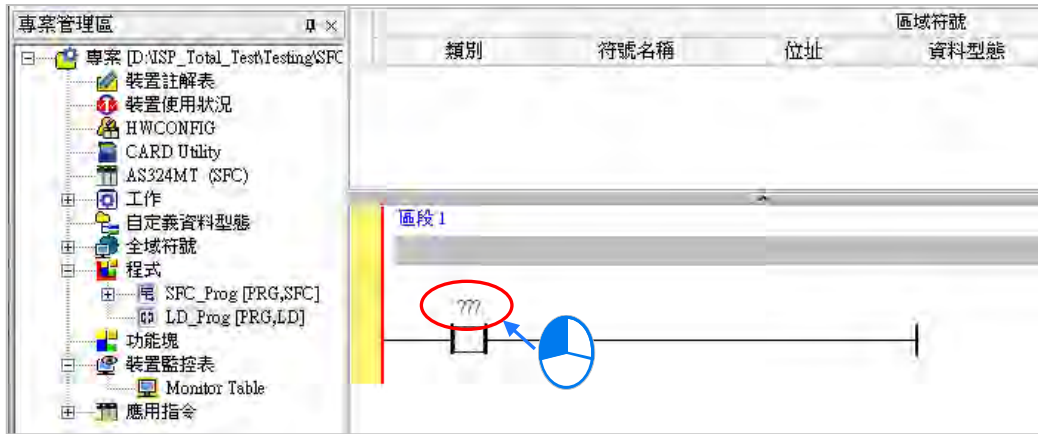 專案管理區
專案 [D:\ISP_Total_Test\Testing\SFC
裝置註解表
裝置使用狀況
HWCONFIG
CARD Utility
AS324MT (SFC)
工作
自定義資料型態
全域符號
程式
SFC_Prog [PRG,SFC]
LD_Prog [PRG,LD]
功能塊
裝置監控表
Monitor Table
應用指令
區域符號
類別 符號名稱 位址 資料型態
區段 1
???